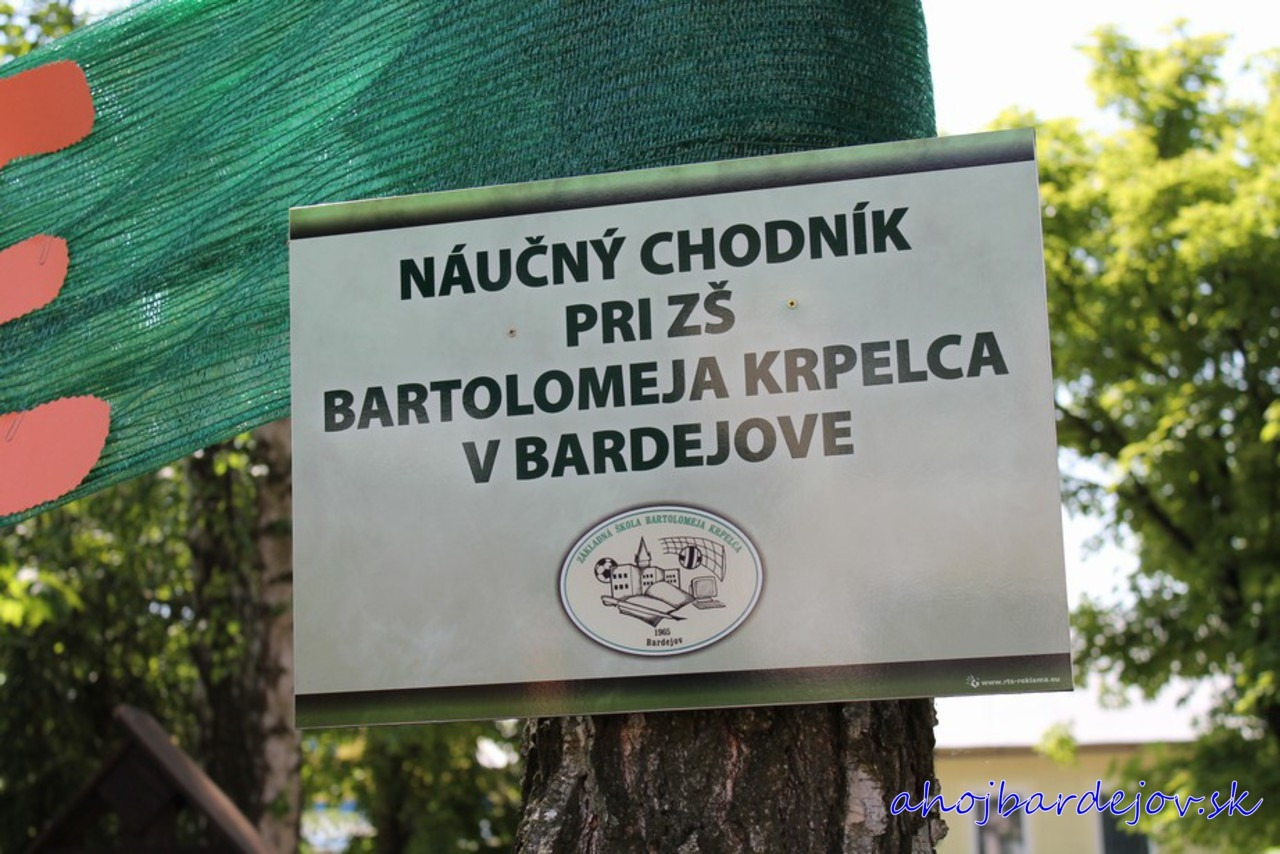 NÁUČNÝ CHODNÍK
PRI ZŠ
BARTOLOMEJA KRPELCA
V BARDEJOVE
ZÁKLADNÁ ŠKOLA BARTOLOMEJA KRPELCA
1965
Bardejov
www.rts-reklama.eu
ahojbardejov.sk